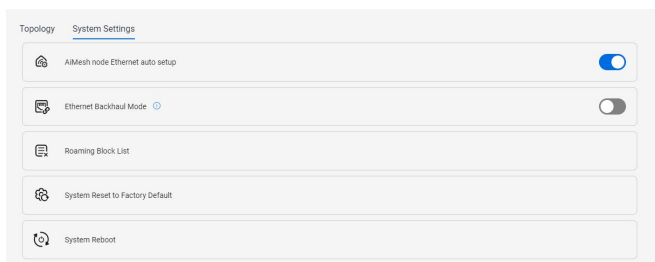 Topology System Settings
AiMesh node Ethernet auto setup
Ethernet Backhaul Mode
Roaming Block List
System Reset to Factory Default
System Reboot